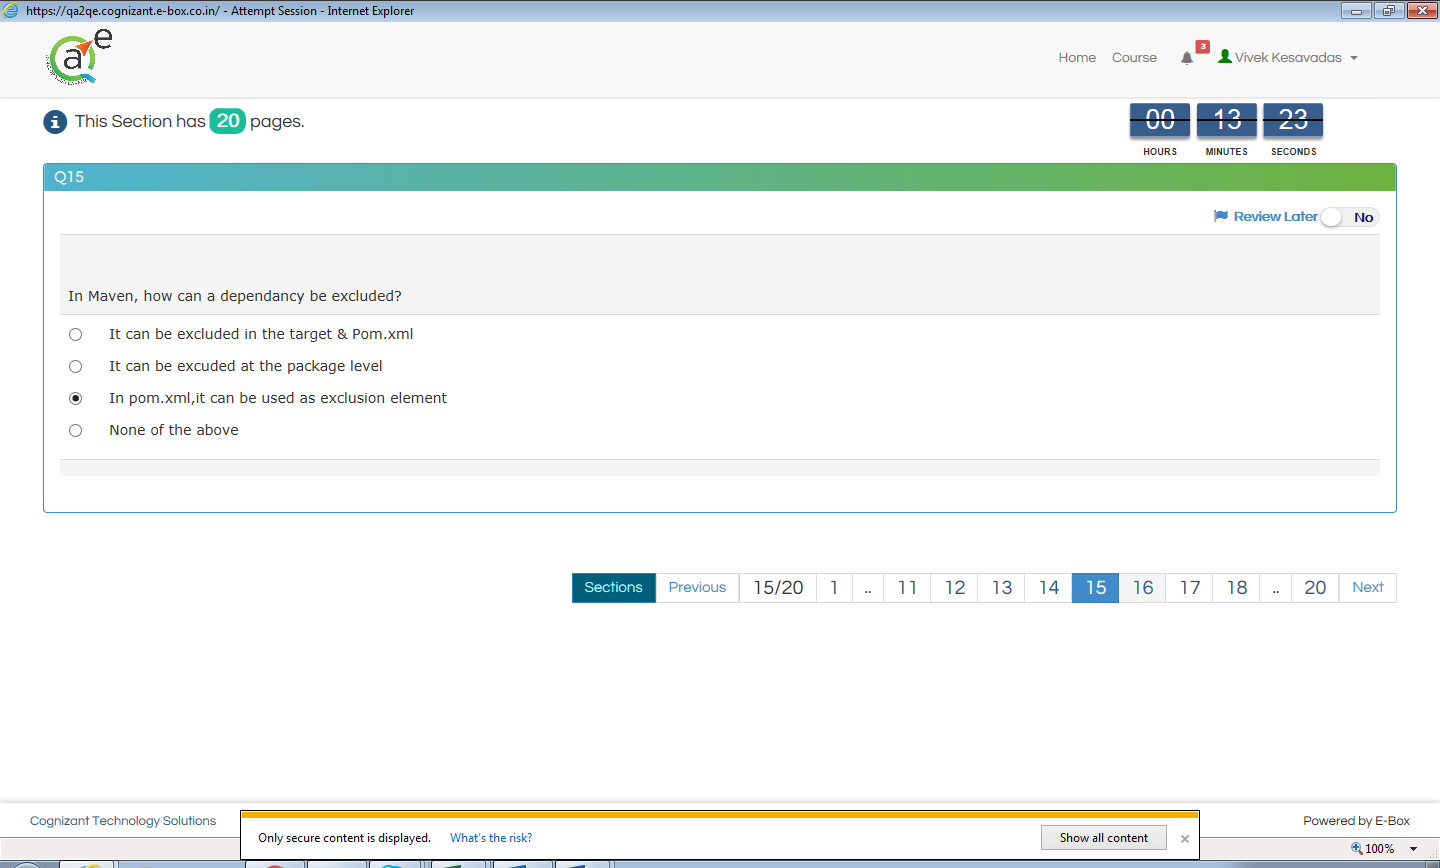 https://qa2qe.cognizant.e-box.co.in/ - Attempt Session - Internet Explorer
a e
Home Course 3 Vivek Kesavadas
i This Section has 20 pages.
00 13 23
HOURS MINUTES SECONDS
Q15
Review Later No
In Maven, how can a dependancy be excluded?
It can be excluded in the target & Pom.xml
It can be excuded at the package level
In pom.xml,it can be used as exclusion element
None of the above
Sections Previous 15/20 1 .. 11 12 13 14 15 16 17 18 .. 20 Next
Cognizant Technology Solutions Powered by E-Box
Only secure content is displayed. What's the risk? Show all content ×
100%